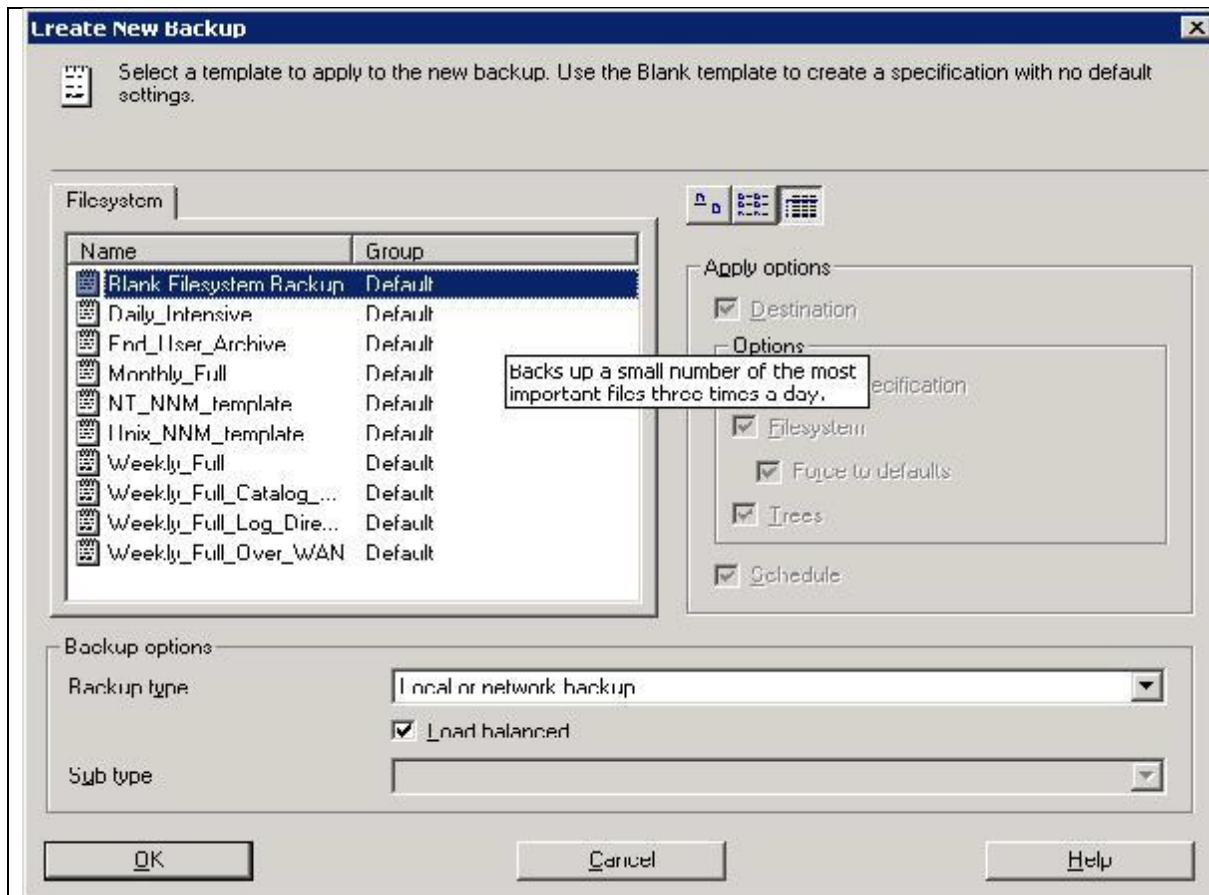 Create New Backup
Select a template to apply to the new backup. Use the Blank template to create a specification with no default
settings.
Filesystem
Name Group
Blank Filesystem Backup Default
Daily_Intensive Default
End_User_Archive Default
Monthly_Full Default
NT_NNM_template Default
Unix_NNM_template Default
Weekly_Full Default
Weekly_Full_Catalog_... Default
Weekly_Full_Log_Dire... Default
Weekly_Full_Over_WAN Default
Apply options
Destination
Options
Backs up a small number of the most
important files three times a day.
ecification
Filesystem
Force to defaults
Trees
Schedule
Backup options
Backup type Local or network backup
Load balanced
Sub type
OK Cancel Help